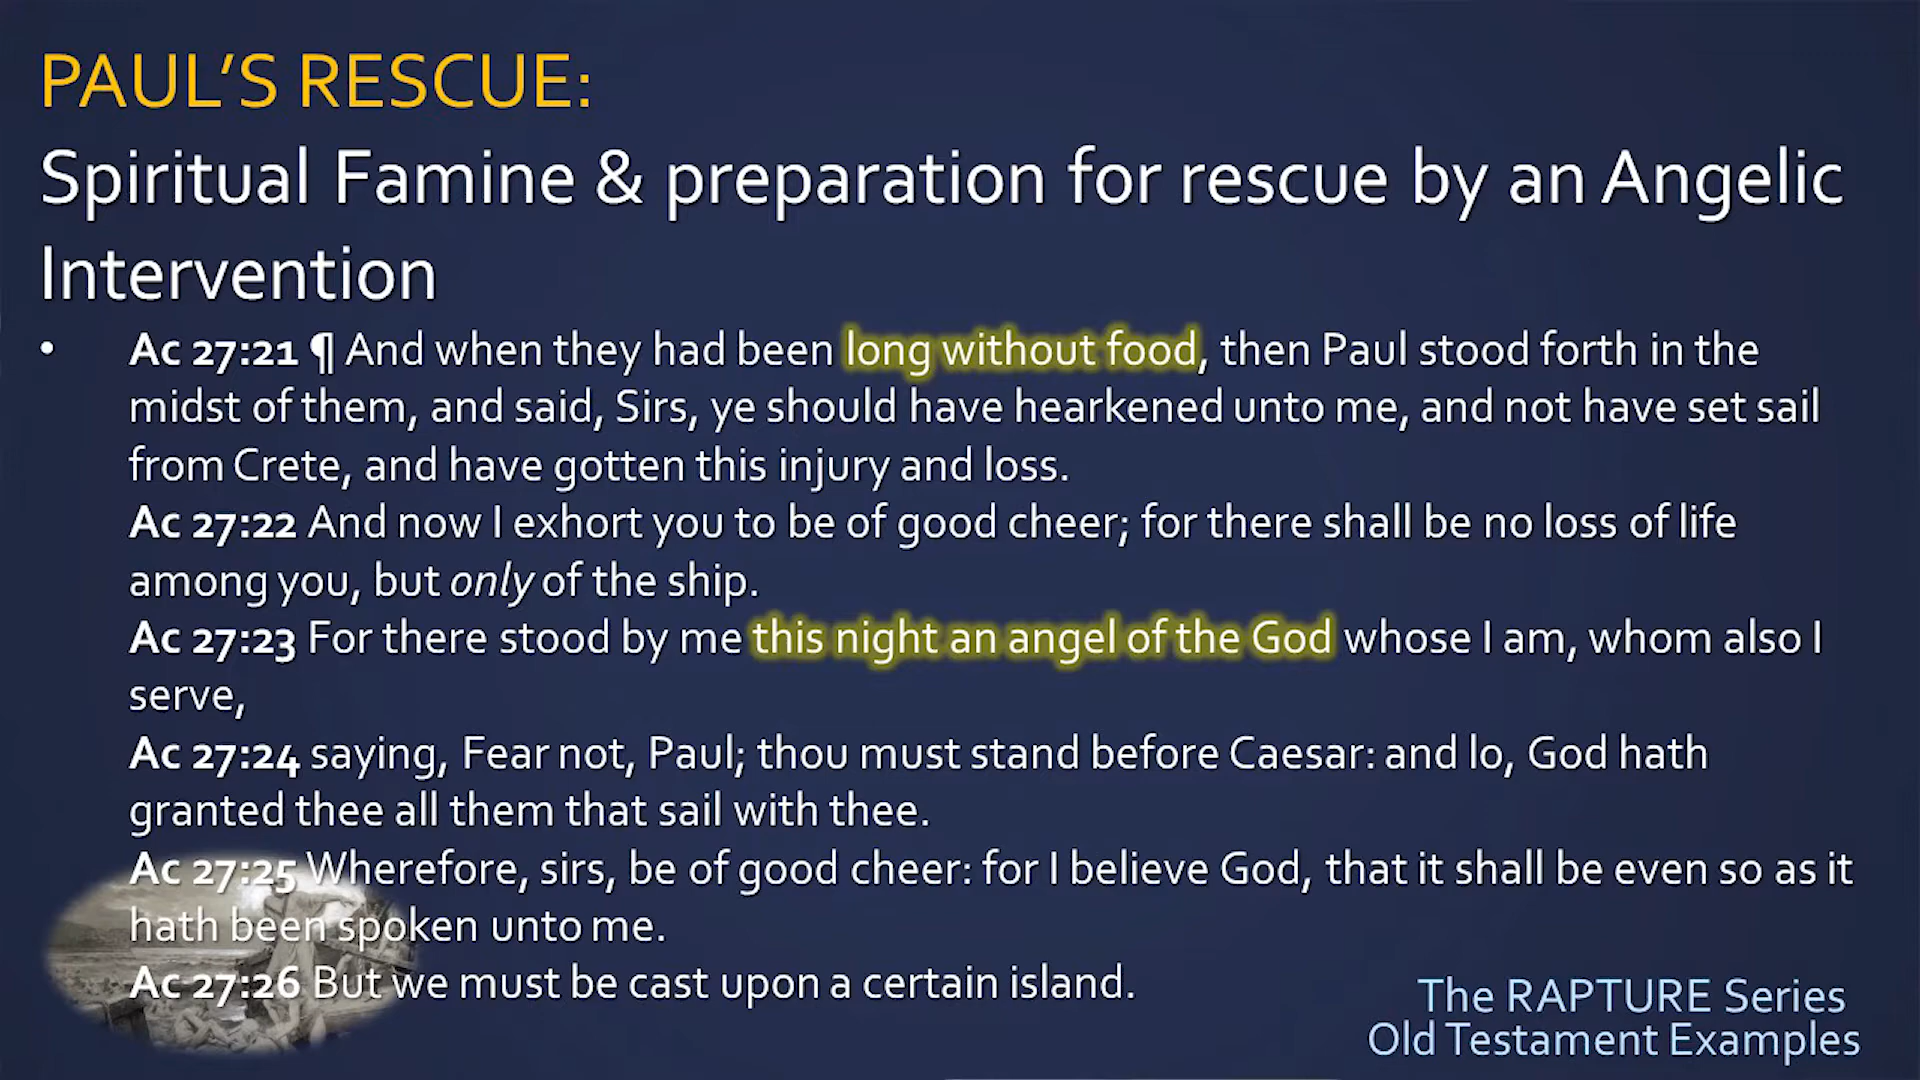 PAUL’S RESCUE:
Spiritual Famine & preparation for rescue by an Angelic
Intervention
• Ac 27:21 ¶ And when they had been long without food, then Paul stood forth in the
midst of them, and said, Sirs, ye should have hearkened unto me, and not have set sail
from Crete, and have gotten this injury and loss.
Ac 27:22 And now I exhort you to be of good cheer; for there shall be no loss of life
among you, but only of the ship.
Ac 27:23 For there stood by me this night an angel of the God whose I am, whom also I
serve,
Ac 27:24 saying, Fear not, Paul; thou must stand before Caesar: and lo, God hath
granted thee all them that sail with thee.
Ac 27:25 Wherefore, sirs, be of good cheer: for I believe God, that it shall be even so as it
hath been spoken unto me.
Ac 27:26 But we must be cast upon a certain island.
The RAPTURE Series
Old Testament Examples